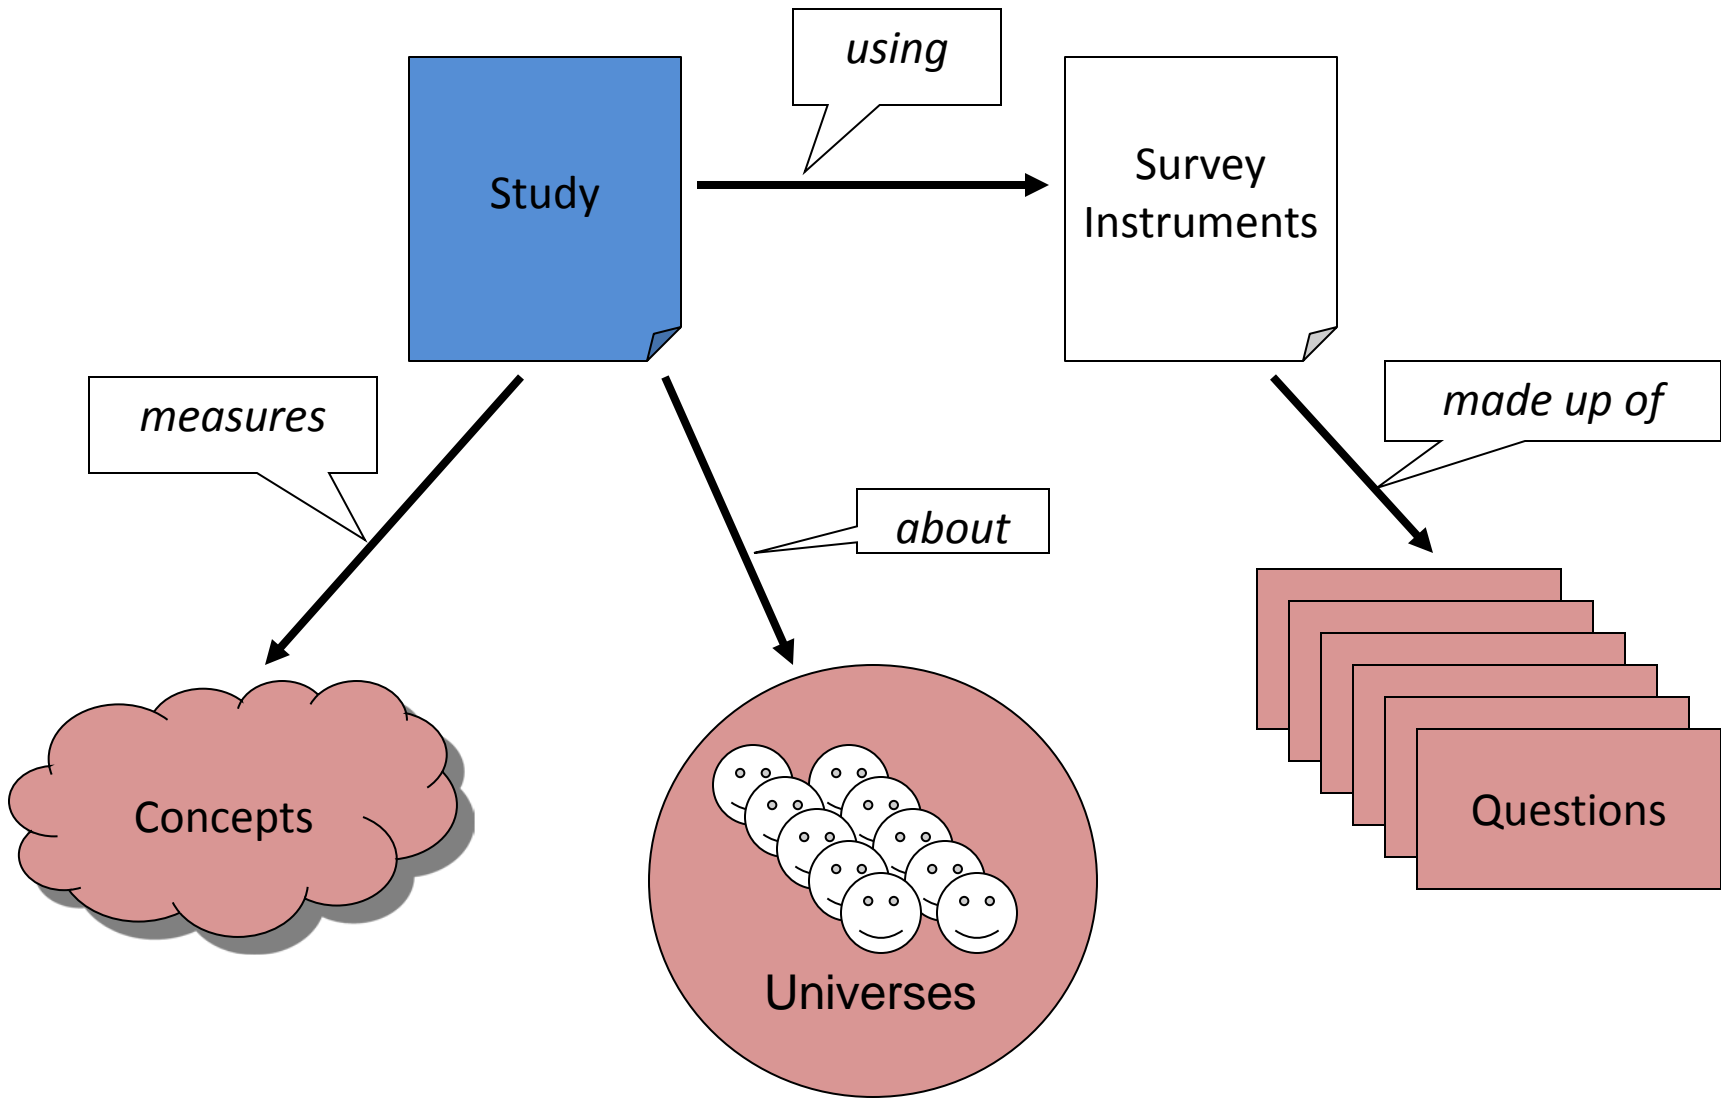 using
Study
Survey
Instruments
measures
made up of
about
Concepts
Questions
Universes